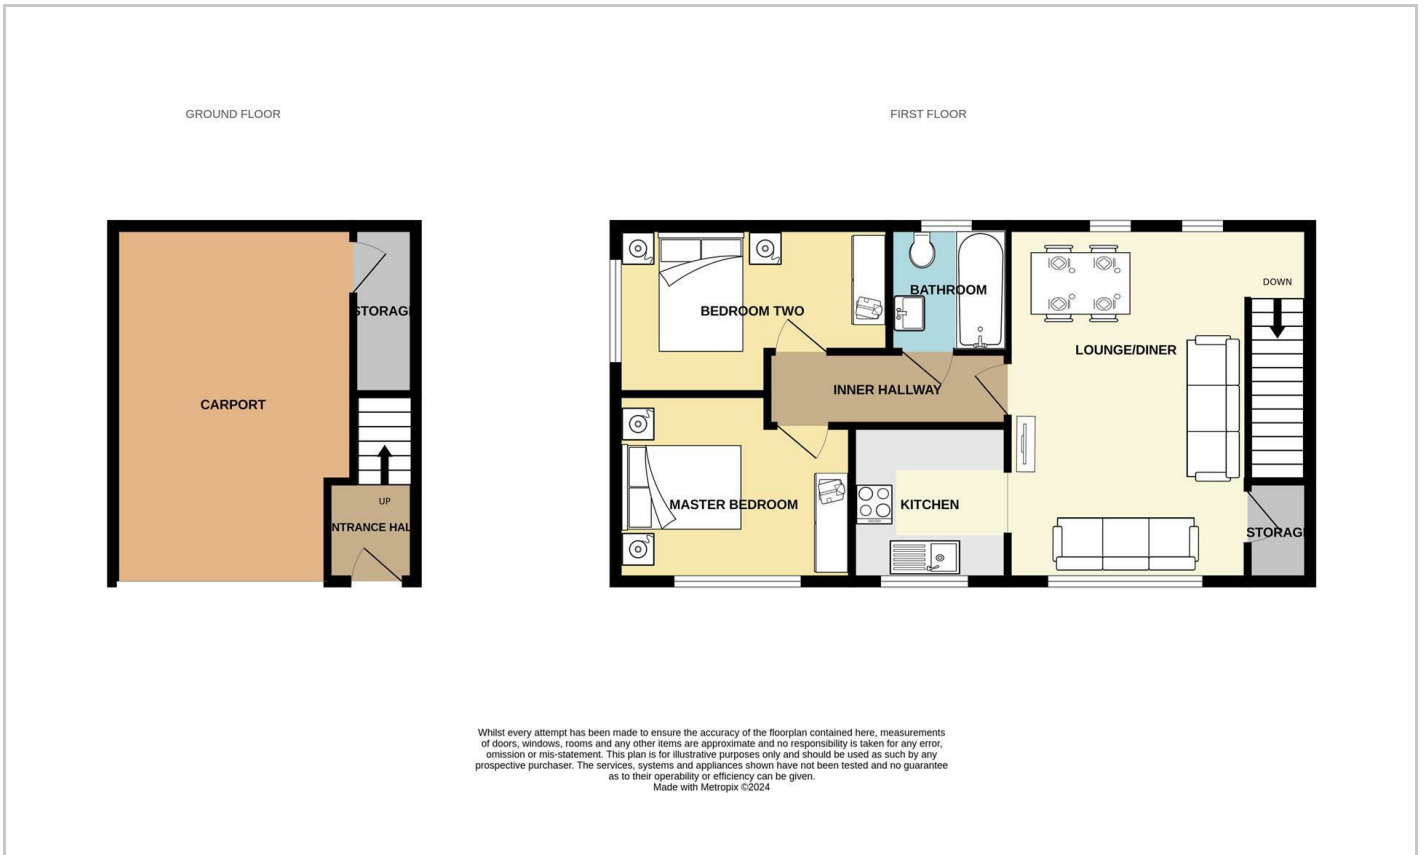 GROUND FLOOR
FIRST FLOOR
STORAG
CARPORT
UP
NTRANCE HAL
BEDROOM TWO
BATHROOM
DOWN
LOUNGE/DINER
INNER HALLWAY
MASTER BEDROOM
KITCHEN
STORAG
Whilst every attempt has been made to ensure the accuracy of the floorplan contained here, measurements
of doors, windows, rooms and any other items are approximate and no responsibility is taken for any error,
omission or mis-statement. This plan is for illustrative purposes only and should be used as such by any
prospective purchaser. The services, systems and appliances shown have not been tested and no guarantee
as to their operability or efficiency can be given.
Made with Metropix ©2024